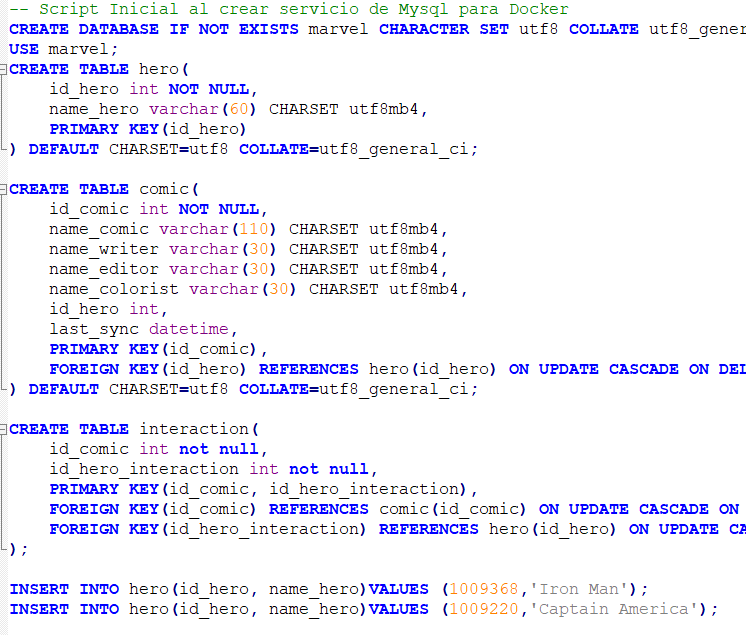 -- Script Inicial al crear servicio de Mysql para Docker
CREATE DATABASE IF NOT EXISTS marvel CHARACTER SET utf8 COLLATE utf8_gener
USE marvel;
CREATE TABLE hero(
    id_hero int NOT NULL,
    name_hero varchar(60) CHARSET utf8mb4,
    PRIMARY KEY(id_hero)
) DEFAULT CHARSET=utf8 COLLATE=utf8_general_ci;
CREATE TABLE comic(
    id_comic int NOT NULL,
    name_comic varchar(110) CHARSET utf8mb4,
    name_writer varchar(30) CHARSET utf8mb4,
    name_editor varchar(30) CHARSET utf8mb4,
    name_colorist varchar(30) CHARSET utf8mb4,
    id_hero int,
    last_sync datetime,
    PRIMARY KEY(id_comic),
    FOREIGN KEY(id_hero) REFERENCES hero(id_hero) ON UPDATE CASCADE ON DEL
) DEFAULT CHARSET=utf8 COLLATE=utf8_general_ci;
CREATE TABLE interaction(
    id_comic int not null,
    id_hero_interaction int not null,
    PRIMARY KEY(id_comic, id_hero_interaction),
    FOREIGN KEY(id_comic) REFERENCES comic(id_comic) ON UPDATE CASCADE ON
    FOREIGN KEY(id_hero_interaction) REFERENCES hero(id_hero) ON UPDATE CA
);
INSERT INTO hero(id_hero, name_hero)VALUES (1009368,'Iron Man');
INSERT INTO hero(id_hero, name_hero)VALUES (1009220,'Captain America');